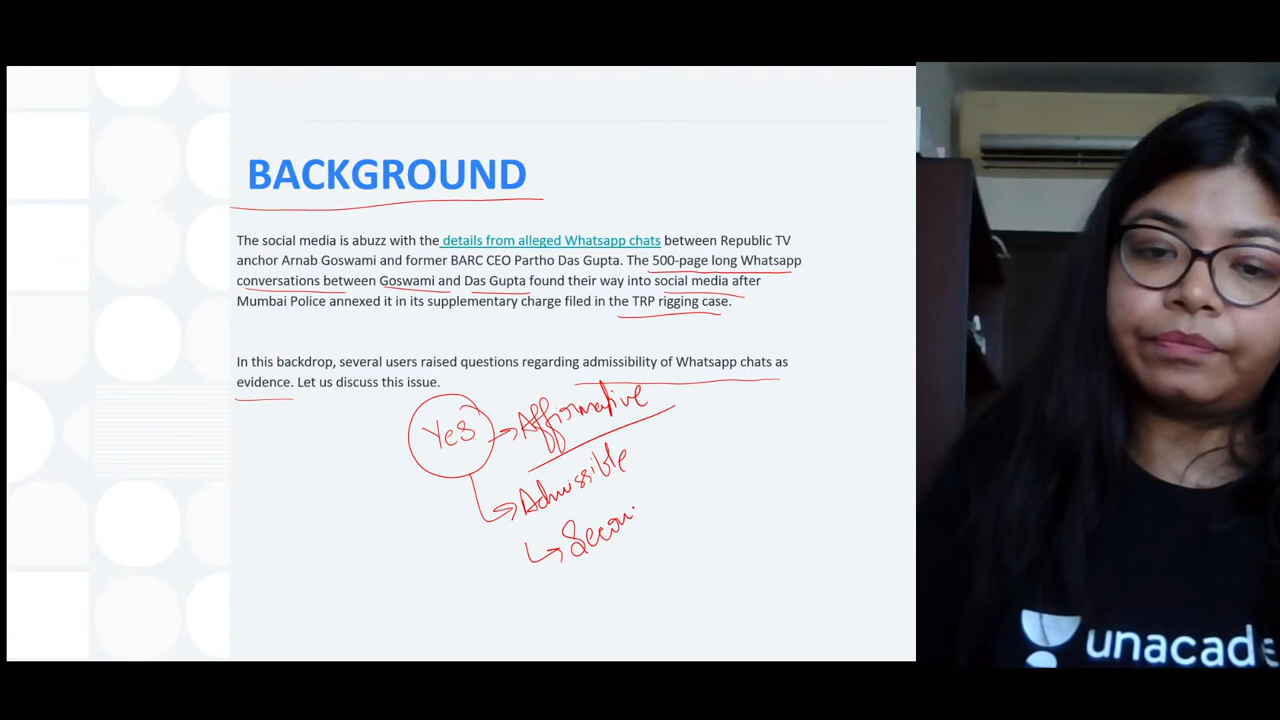 BACKGROUND
The social media is abuzz with the details from alleged Whatsapp chats between Republic TV
anchor Arnab Goswami and former BARC CEO Partho Das Gupta. The 500-page long Whatsapp
conversations between Goswami and Das Gupta found their way into social media after
Mumbai Police annexed it in its supplementary charge filed in the TRP rigging case.
In this backdrop, several users raised questions regarding admissibility of Whatsapp chats as
evidence. Let us discuss this issue.
Yes → Affirmative
Admissible
Secon
unacade